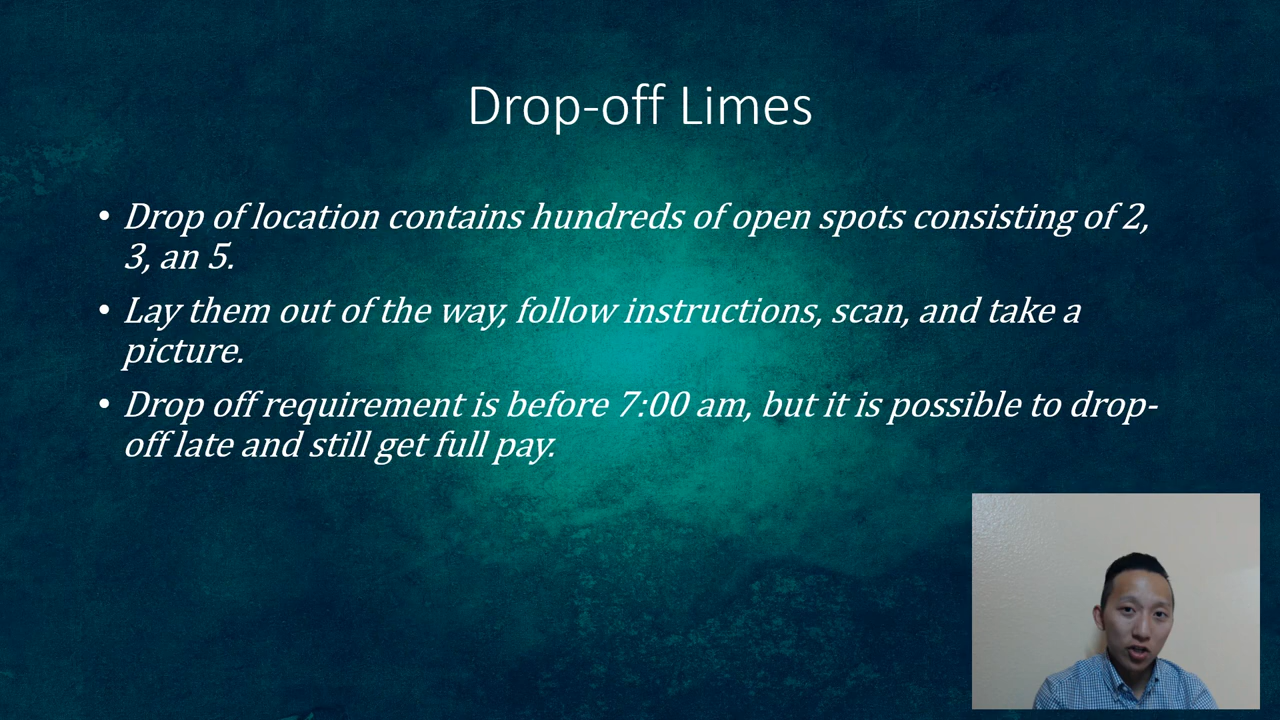 Drop-off Limes
• Drop of location contains hundreds of open spots consisting of 2,
3, an 5.
• Lay them out of the way, follow instructions, scan, and take a
picture.
• Drop off requirement is before 7:00 am, but it is possible to drop-
off late and still get full pay.